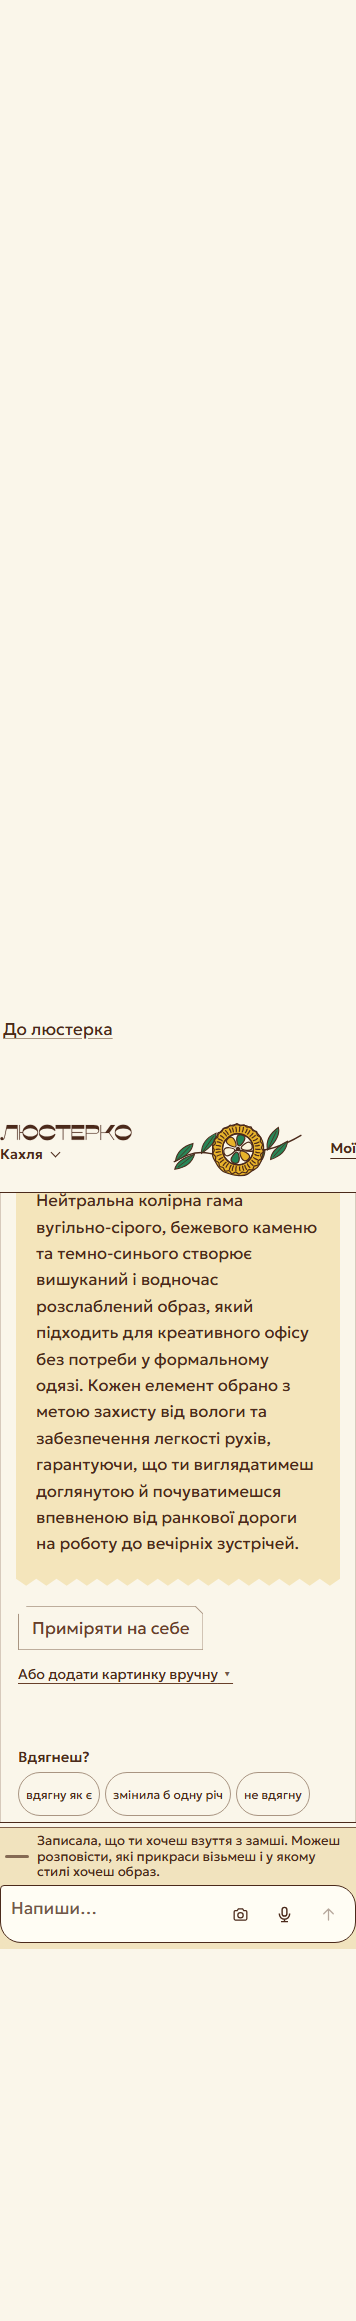 До люстерка
ЛЮСТЕРКО
Кахля
Мої
Нейтральна колірна гама
вугільно-сірого, бежевого каменю
та темно-синього створює
вишуканий і водночас
розслаблений образ, який
підходить для креативного офісу
без потреби у формальному
одязі. Кожен елемент обрано з
метою захисту від вологи та
забезпечення легкості рухів,
гарантуючи, що ти виглядатимеш
доглянутою й почуватимешся
впевненою від ранкової дороги
на роботу до вечірніх зустрічей.
Приміряти на себе
Або додати картинку вручну
Вдягнеш?
вдягну як є
змінила б одну річ
не вдягну
Записала, що ти хочеш взуття з замші. Можеш
розповісти, які прикраси візьмеш і у якому
стилі хочеш образ.
Напиши...